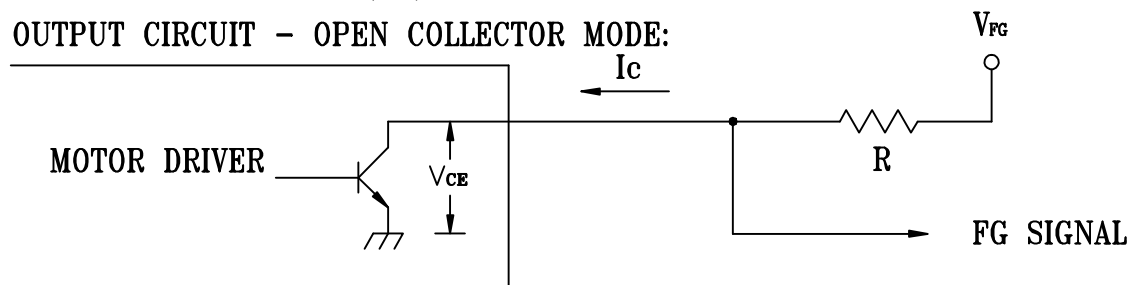 OUTPUT CIRCUIT - OPEN COLLECTOR MODE:
VFG
Ic
MOTOR DRIVER
VCE
R
FG SIGNAL